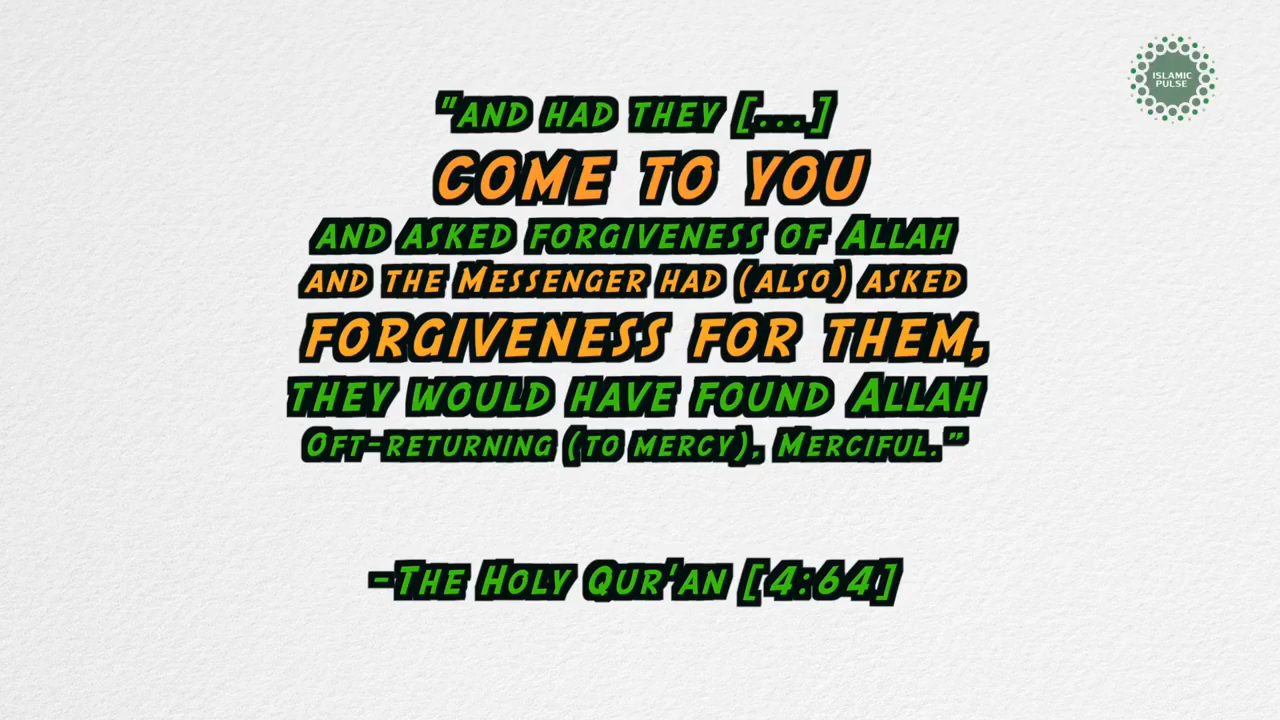 "and had they [...]
come to you
and asked forgiveness of Allah
and the Messenger had (also) asked
forgiveness for them,
they would have found Allah
Oft-returning (to mercy), Merciful."
-The Holy Qur'an [4:64]
ISLAMIC
PULSE